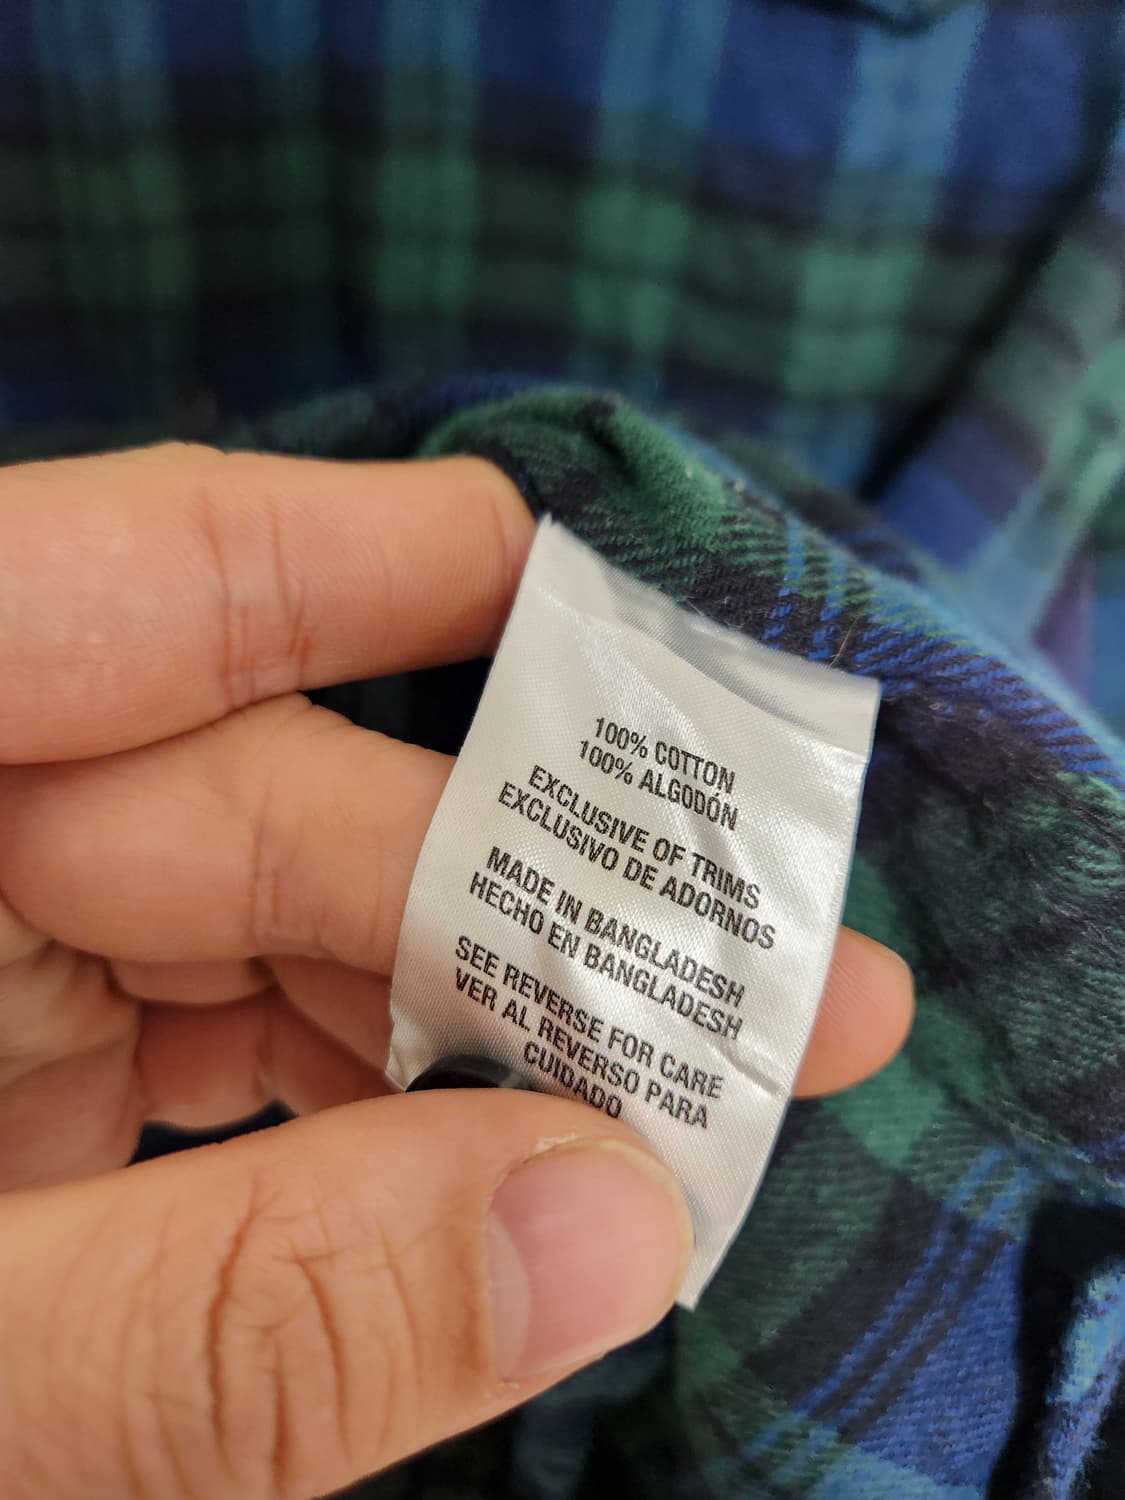 100% COTTON
100% ALGODÓN
EXCLUSIVE OF TRIMS
EXCLUSIVO DE ADORNOS
MADE IN BANGLADESH
HECHO EN BANGLADESH
SEE REVERSE FOR CARE
VER AL REVERSO PARA
CUIDADO